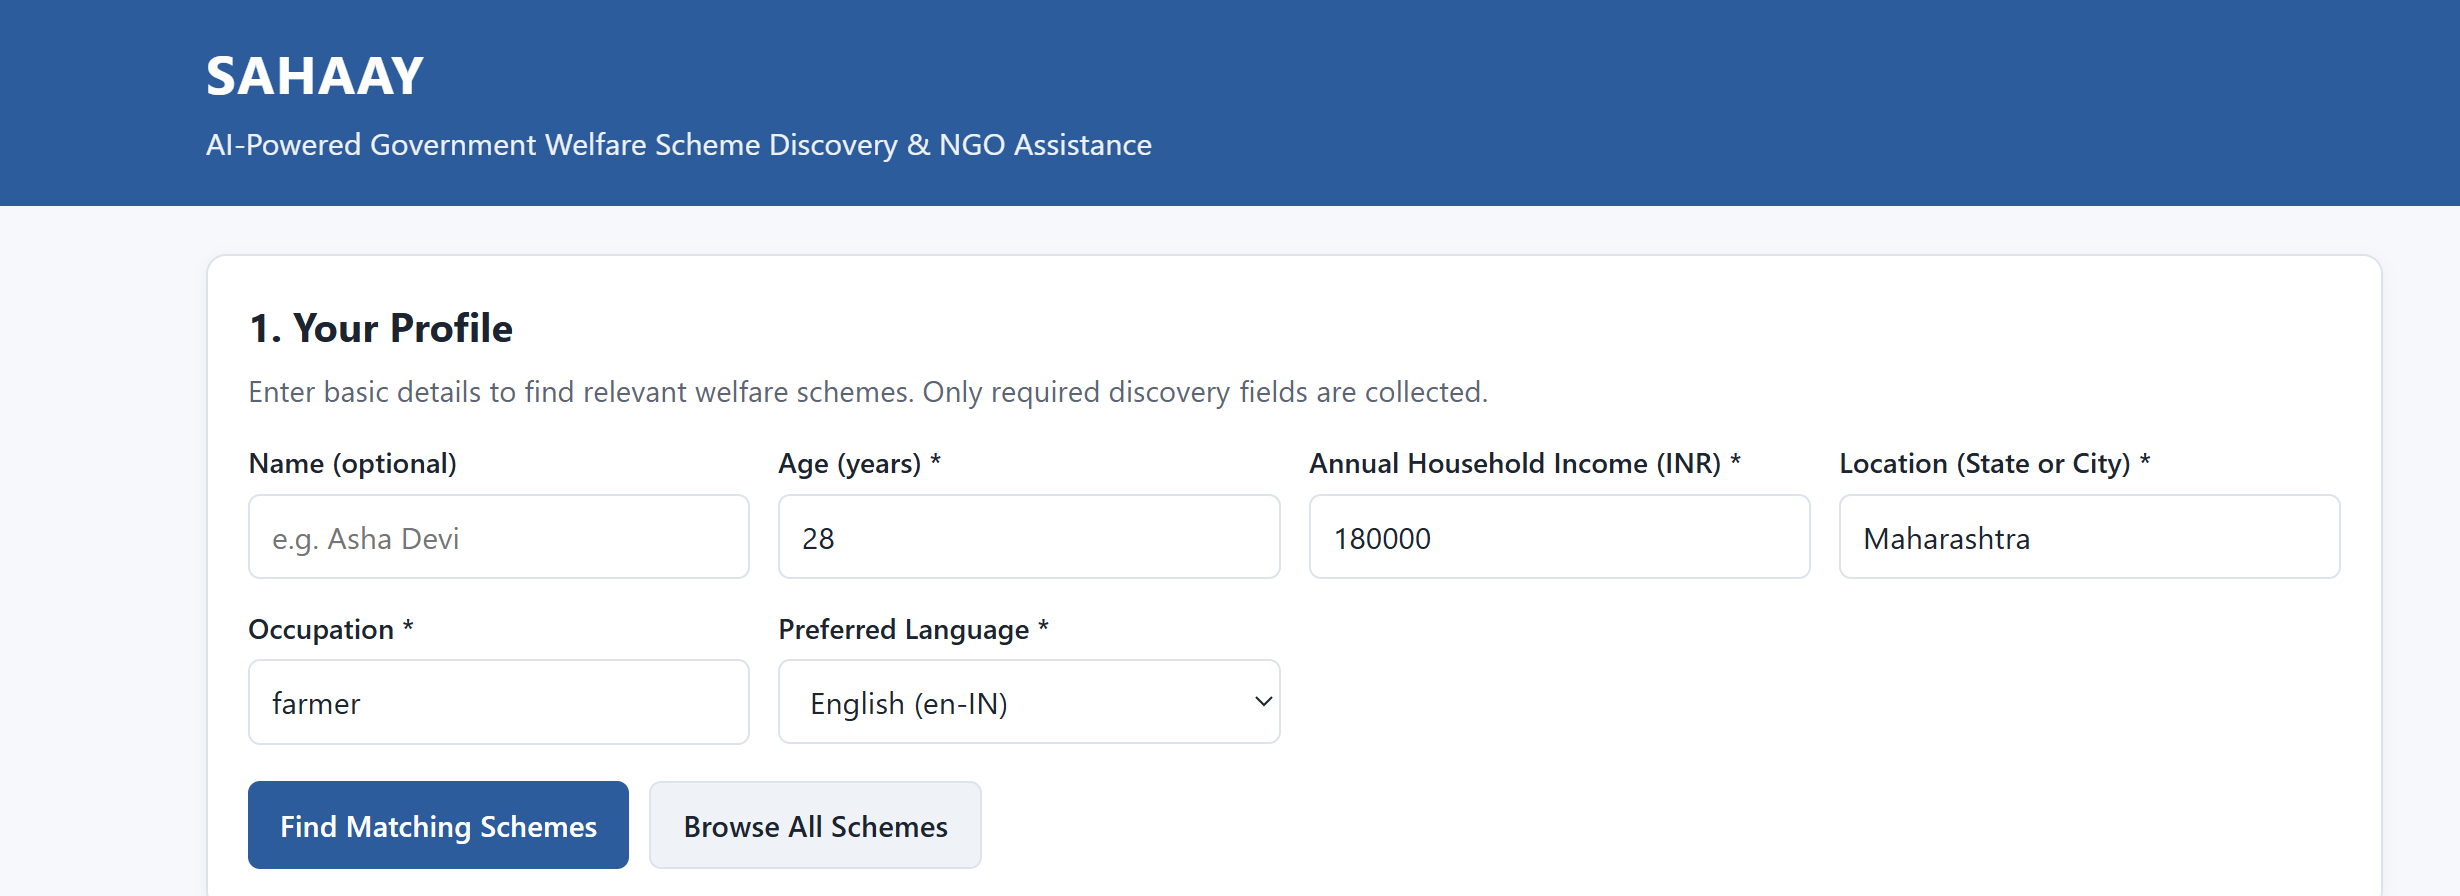 SAHAAY
AI-Powered Government Welfare Scheme Discovery & NGO Assistance
1. Your Profile
Enter basic details to find relevant welfare schemes. Only required discovery fields are collected.
Name (optional)
e.g. Asha Devi
Age (years) *
28
Annual Household Income (INR) *
180000
Location (State or City) *
Maharashtra
Occupation *
farmer
Preferred Language *
English (en-IN)
Find Matching Schemes
Browse All Schemes